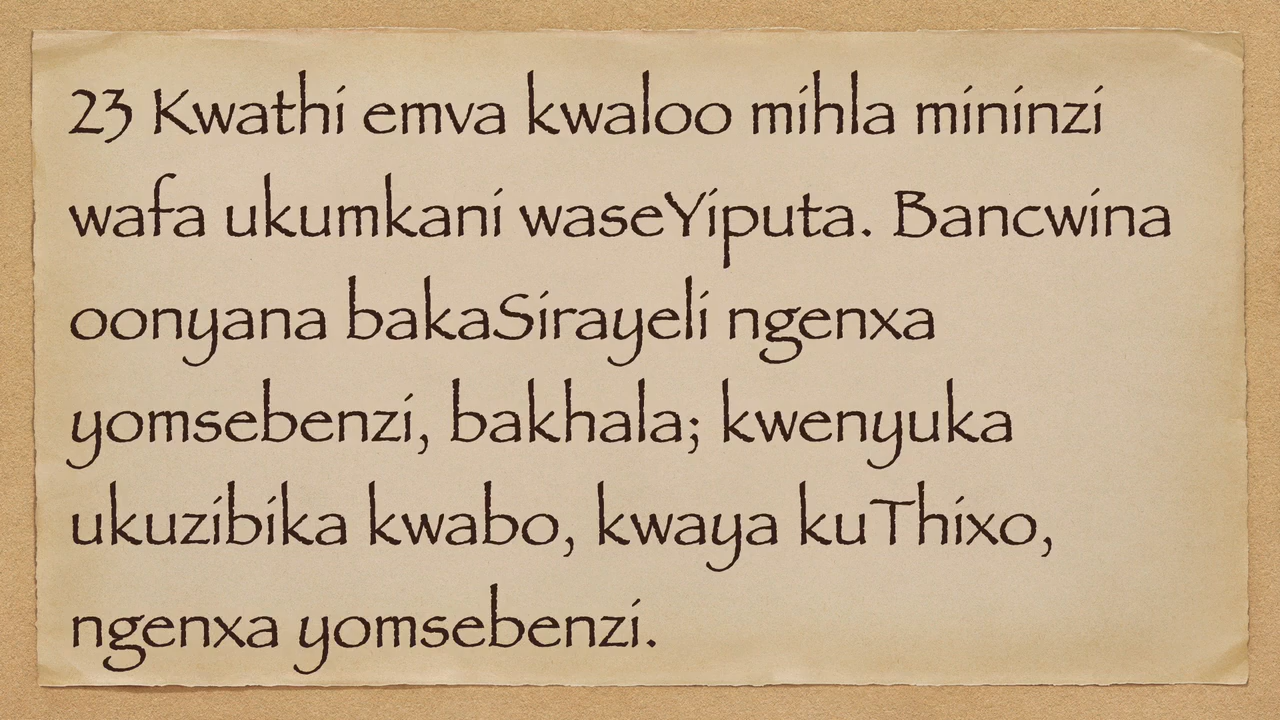 23 Kwathi emva kwaloo mihla mininzi
wafa ukumkani waseYiputa. Bancwina
oonyana bakaSirayeli ngenxa
yomsebenzi, bakhala; kwenyuka
ukuzibika kwabo, kwaya kuThixo,
ngenxa yomsebenzi.